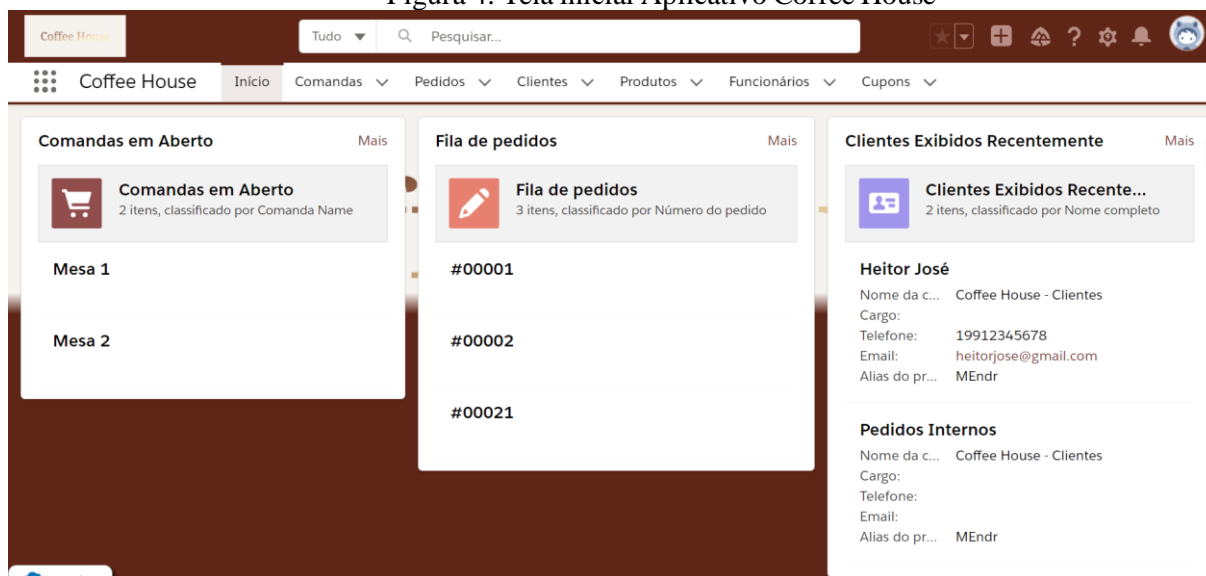 Figura 4: Tela inicial Aplicativo Coffee House
Coffee House
Tudo
Pesquisar...
Coffee House
Início
Comandas
Pedidos
Clientes
Produtos
Funcionários
Cupons
Comandas em Aberto
Mais
Comandas em Aberto
2 itens, classificado por Comanda Name
Mesa 1
Mesa 2
Fila de pedidos
Mais
Fila de pedidos
3 itens, classificado por Número do pedido
#00001
#00002
#00021
Clientes Exibidos Recentemente
Mais
Clientes Exibidos Recente...
2 itens, classificado por Nome completo
Heitor José
Nome da c... Coffee House - Clientes
Cargo:
Telefone: 19912345678
Email: heitorjose@gmail.com
Alias do pr... MEndr
Pedidos Internos
Nome da c... Coffee House - Clientes
Cargo:
Telefone:
Email:
Alias do pr... MEndr